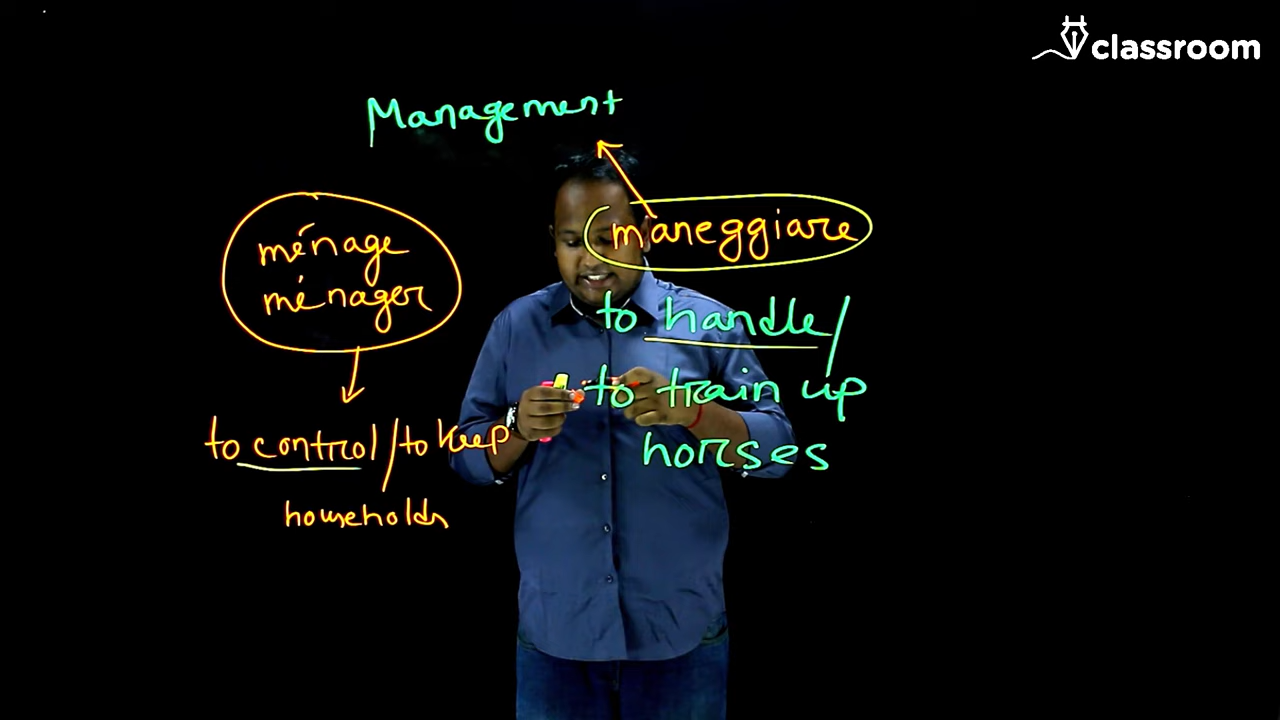 classroom
Management
ménage
ménager
maneggiare
to handle/
to train up
horses
to control/to keep
households